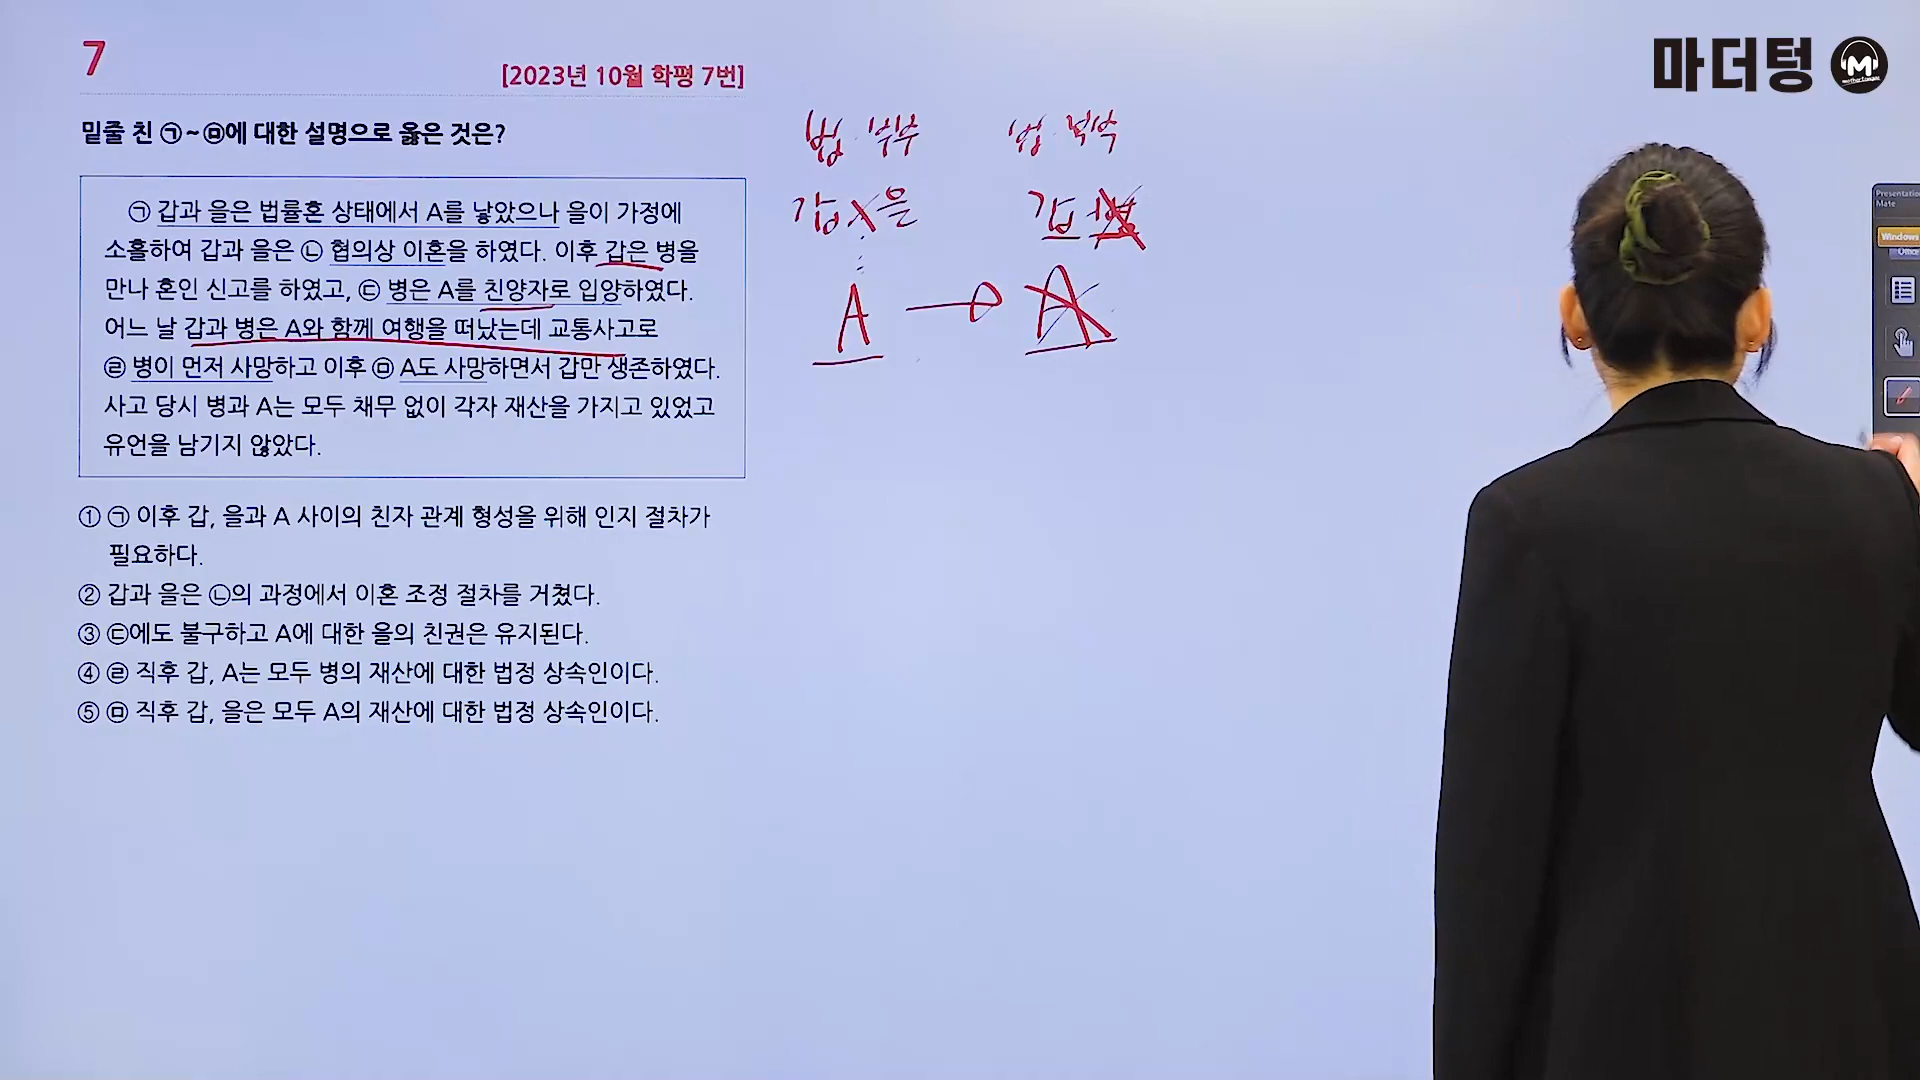 7
[2023년 10월 학평 7번]
마더텅
밑줄 친 ㉠~㉤에 대한 설명으로 옳은 것은?
㉠ 갑과 을은 법률혼 상태에서 A를 낳았으나 을이 가정에
소홀하여 갑과 을은 ㉡ 협의상 이혼을 하였다. 이후 갑은 병을
만나 혼인 신고를 하였고, ㉢ 병은 A를 친양자로 입양하였다.
어느 날 갑과 병은 A와 함께 여행을 떠났는데 교통사고로
㉣ 병이 먼저 사망하고 이후 ㉤ A도 사망하면서 갑만 생존하였다.
사고 당시 병과 A는 모두 채무 없이 각자 재산을 가지고 있었고
유언을 남기지 않았다.
① ㉠ 이후 갑, 을과 A 사이의 친자 관계 형성을 위해 인지 절차가
필요하다.
② 갑과 을은 ㉡의 과정에서 이혼 조정 절차를 거쳤다.
③ ㉢에도 불구하고 A에 대한 을의 친권은 유지된다.
④ ㉣ 직후 갑, A는 모두 병의 재산에 대한 법정 상속인이다.
⑤ ㉤ 직후 갑, 을은 모두 A의 재산에 대한 법정 상속인이다.
법 부부
법
갑 을
갑
A
A
Presentation
Mate
Windows
Office